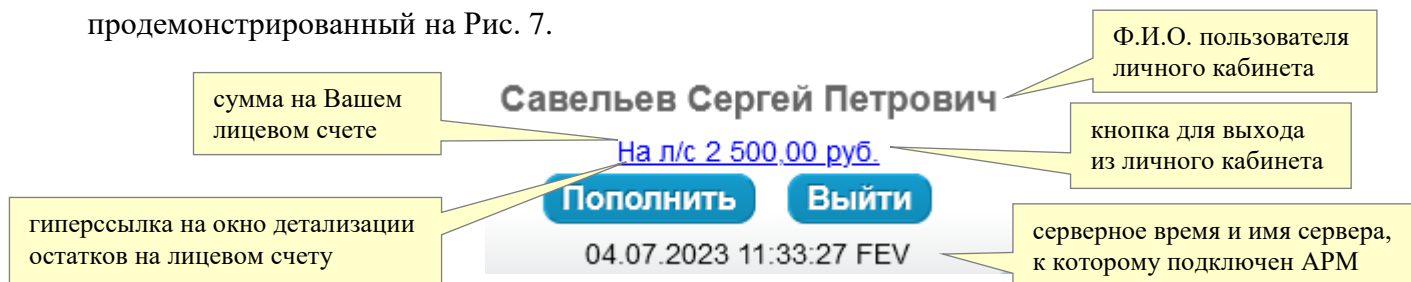 продемонстрированный на Рис. 7.
Ф.И.О. пользователя
личного кабинета
сумма на Вашем
лицевом счете
Савельев Сергей Петрович
кнопка для выхода
из личного кабинета
На л/с 2 500,00 руб.
Пополнить Выйти
гиперссылка на окно детализации
остатков на лицевом счету
04.07.2023 11:33:27 FEV
серверное время и имя сервера,
к которому подключен АРМ